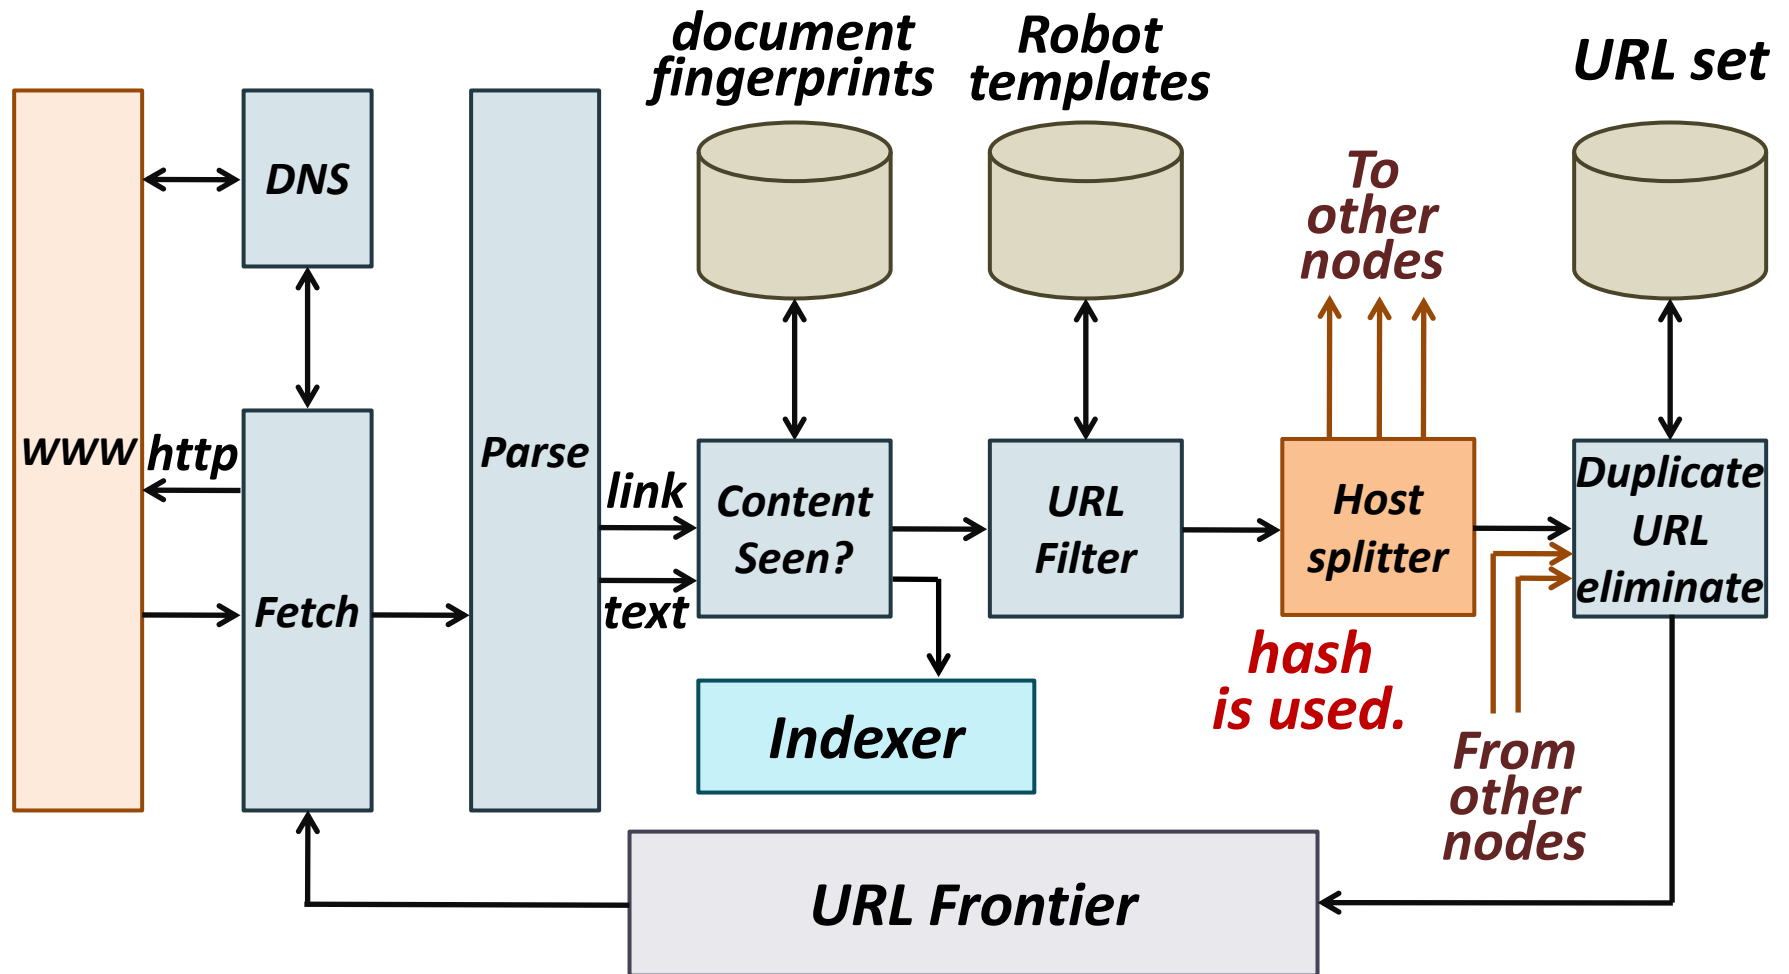 document
fingerprints
Robot
templates
URL set
DNS
To
other
nodes
WWW
http
Parse
link
text
Content
Seen?
URL
Filter
Host
splitter
Duplicate
URL
eliminate
Fetch
hash
is used.
Indexer
From
other
nodes
URL Frontier